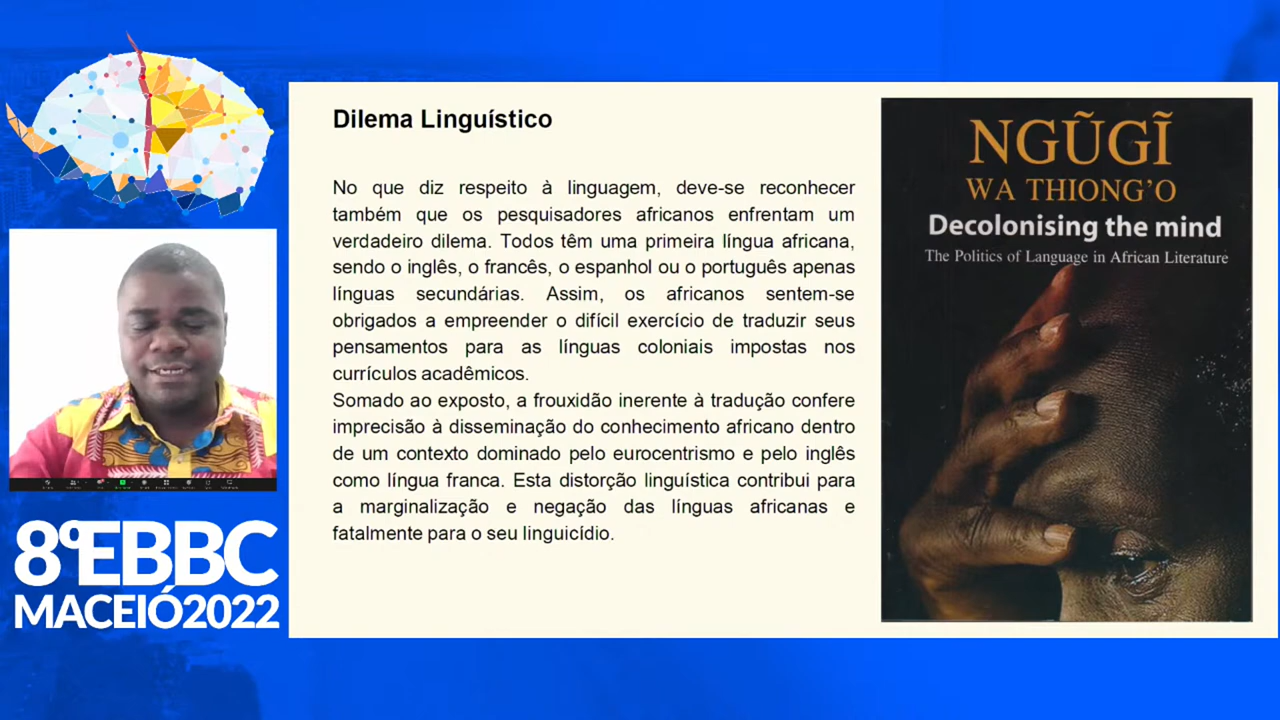 8ºEBBC
MACEIÓ2022
Dilema Linguístico
No que diz respeito à linguagem, deve-se reconhecer
também que os pesquisadores africanos enfrentam um
verdadeiro dilema. Todos têm uma primeira língua africana,
sendo o inglês, o francês, o espanhol ou o português apenas
línguas secundárias. Assim, os africanos sentem-se
obrigados a empreender o difícil exercício de traduzir seus
pensamentos para as línguas coloniais impostas nos
currículos acadêmicos.
Somado ao exposto, a frouxidão inerente à tradução confere
imprecisão à disseminação do conhecimento africano dentro
de um contexto dominado pelo eurocentrismo e pelo inglês
como língua franca. Esta distorção linguística contribui para
a marginalização e negação das línguas africanas e
fatalmente para o seu linguicídio.
NGŨGĨ
WA THIONG'O
Decolonising the mind
The Politics of Language in African Literature